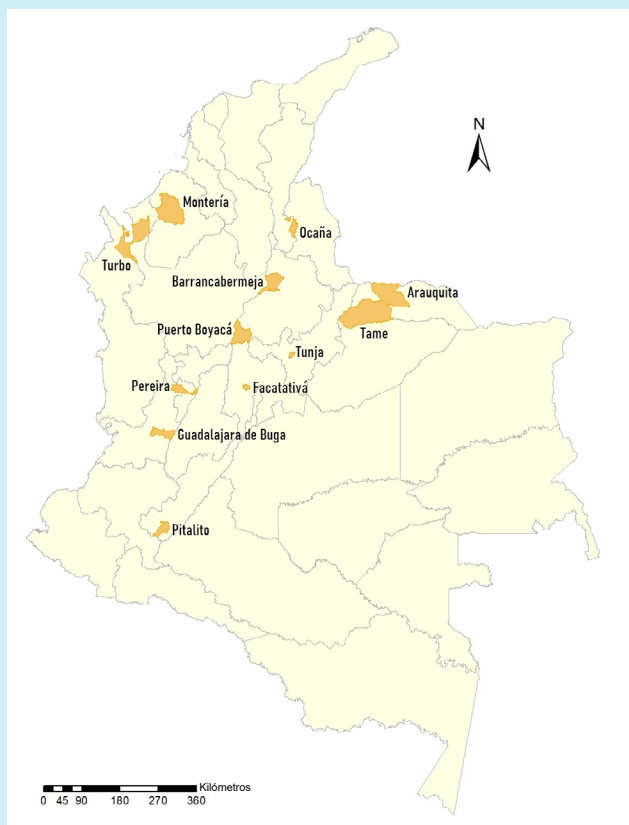 N
Montería
Ocaña
Turbo
Barrancabermeja
Arauquita
Puerto Boyacá
Tame
Tunja
Pereira
Facatativá
Guadalajara de Buga
Pitalito
Kilómetros
0 45 90 180 270 360